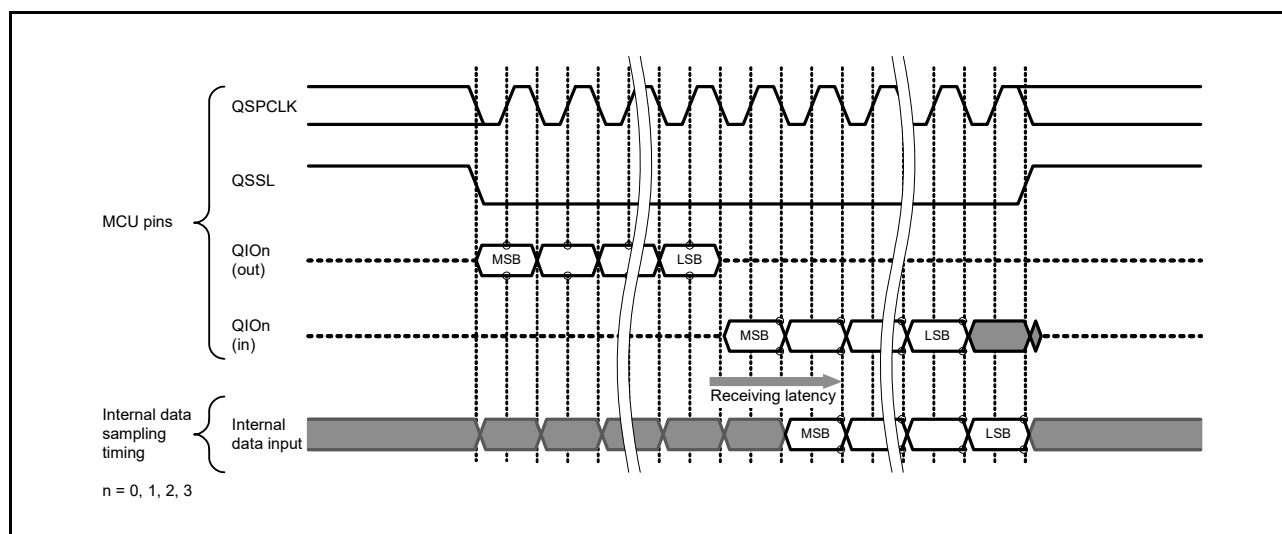 QSPCLK
QSSL
MCU pins
QIOn
(out)
MSB
LSB
QIOn
(in)
MSB
LSB
Receiving latency
Internal data
sampling
timing
Internal
data input
MSB
LSB
n = 0, 1, 2, 3